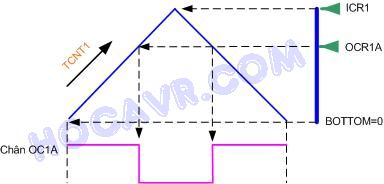 ICR1
TCNT1
OCR1A
HOCAVR.COM
BOTTOM=0
Chân OC1A